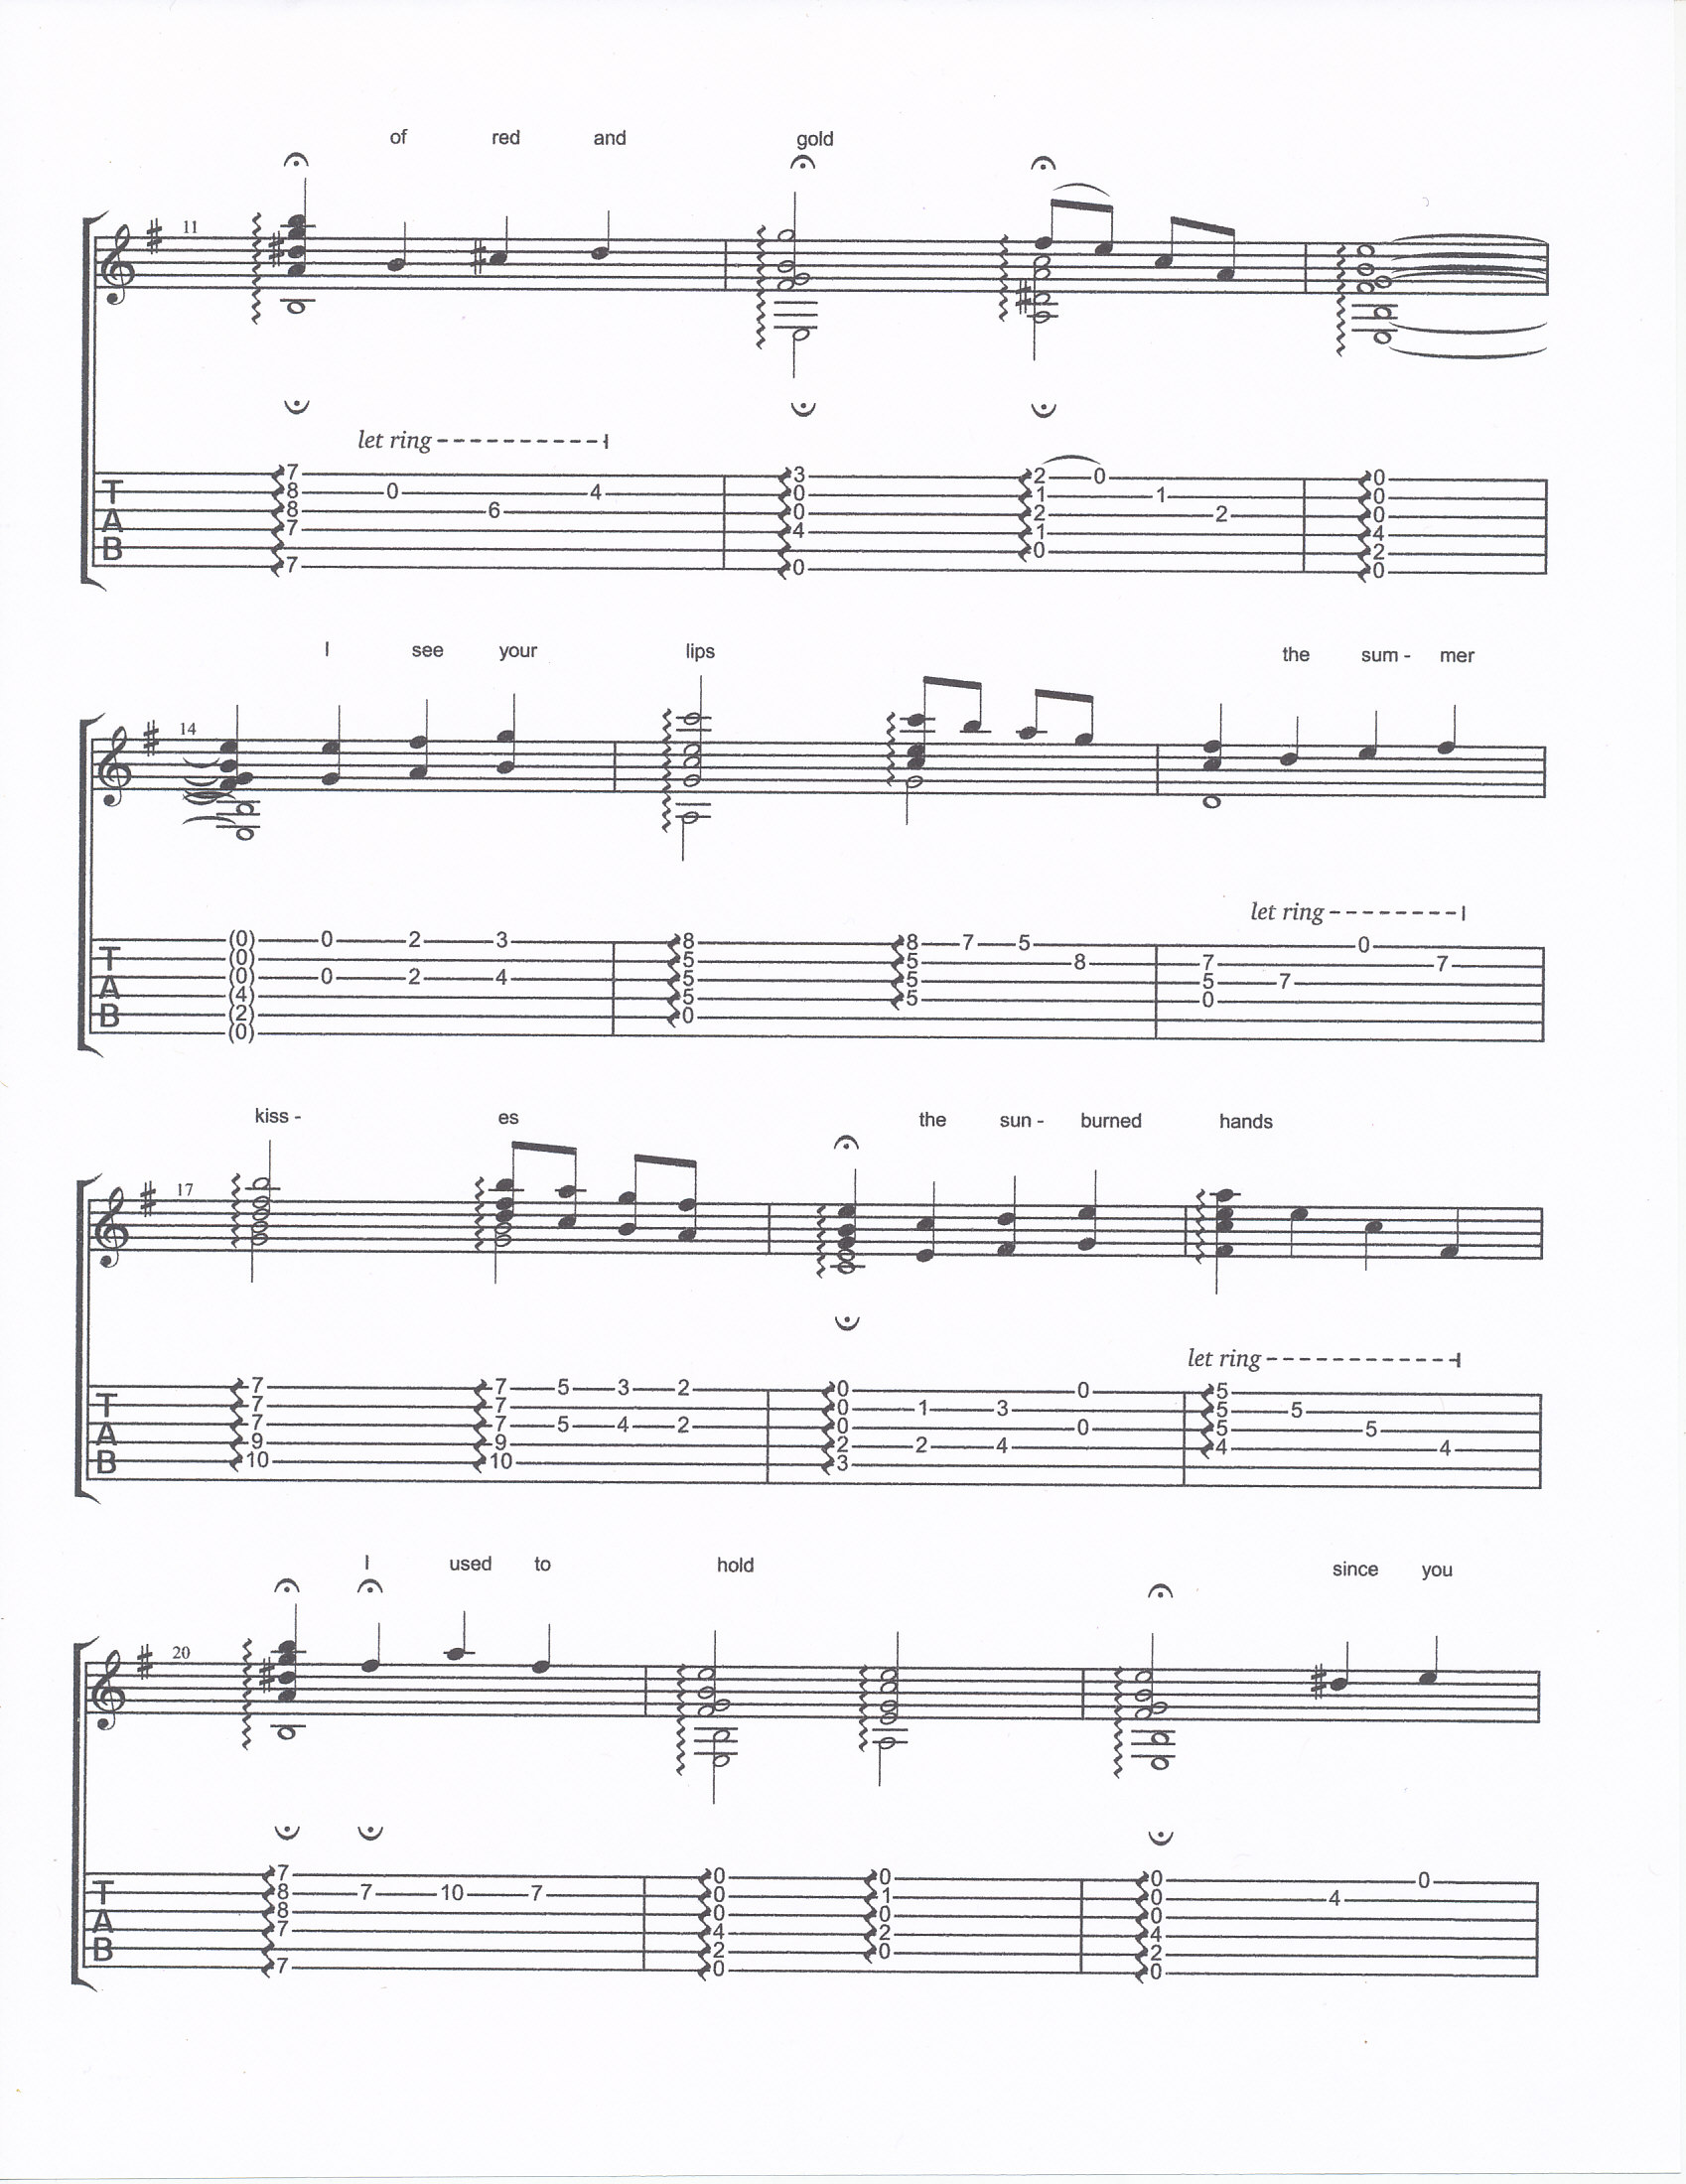 of red and gold
11
let ring
7 8 8 7 7 0 6 4 3 0 0 4 0 2 1 2 1 0 0 1 2 0 0 0 4 2 0
TAB
I see your lips the sum - mer
14
let ring
(0) (0) (0) (4) (2) (0) 0 0 2 2 3 4 8 5 5 5 0 8 5 5 5 7 5 8 7 5 0 7 0 7
TAB
kiss - es the sun - burned hands
17
let ring
7 7 7 9 10 7 7 7 9 10 5 5 3 4 2 2 0 0 0 2 3 1 2 3 4 0 0 5 5 5 4 5 5 4
TAB
I used to hold since you
20
7 8 8 7 7 7 10 7 0 0 0 4 2 0 0 1 0 2 0 0 0 0 4 2 0 4 0
TAB